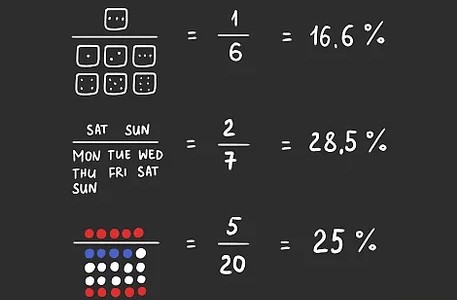 1
= — = 16.6 %
6
SAT SUN
2
= — = 28,5 %
7
MON TUE WED
THU FRI SAT
SUN
5
= — = 25 %
20